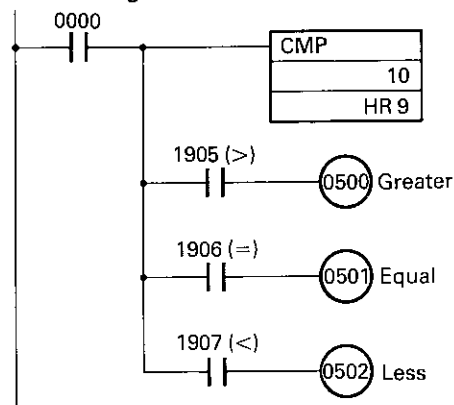 0000
CMP
10
HR 9
1905 (>)
0500 Greater
1906 (=)
0501 Equal
1907 (<)
0502 Less